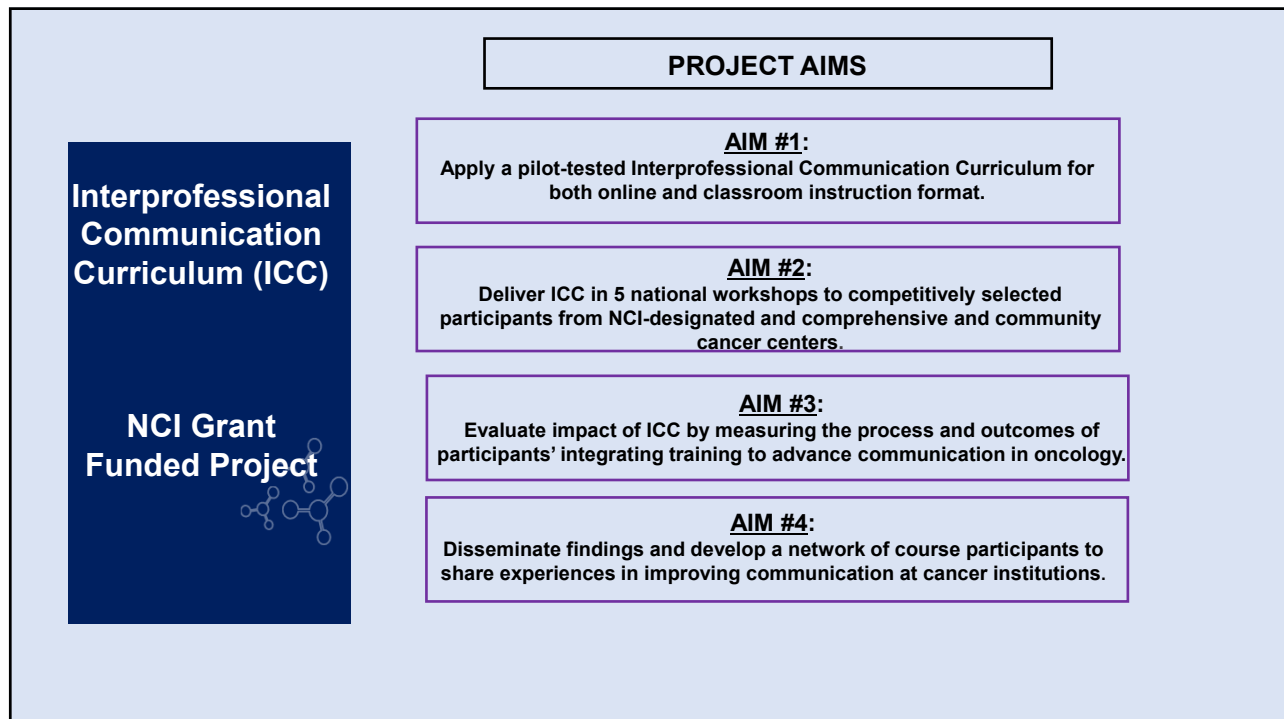 PROJECT AIMS
Interprofessional
Communication
Curriculum (ICC)
NCI Grant
Funded Project
AIM #1:
Apply a pilot-tested Interprofessional Communication Curriculum for
both online and classroom instruction format.
AIM #2:
Deliver ICC in 5 national workshops to competitively selected
participants from NCI-designated and comprehensive and community
cancer centers.
AIM #3:
Evaluate impact of ICC by measuring the process and outcomes of
participants’ integrating training to advance communication in oncology.
AIM #4:
Disseminate findings and develop a network of course participants to
share experiences in improving communication at cancer institutions.